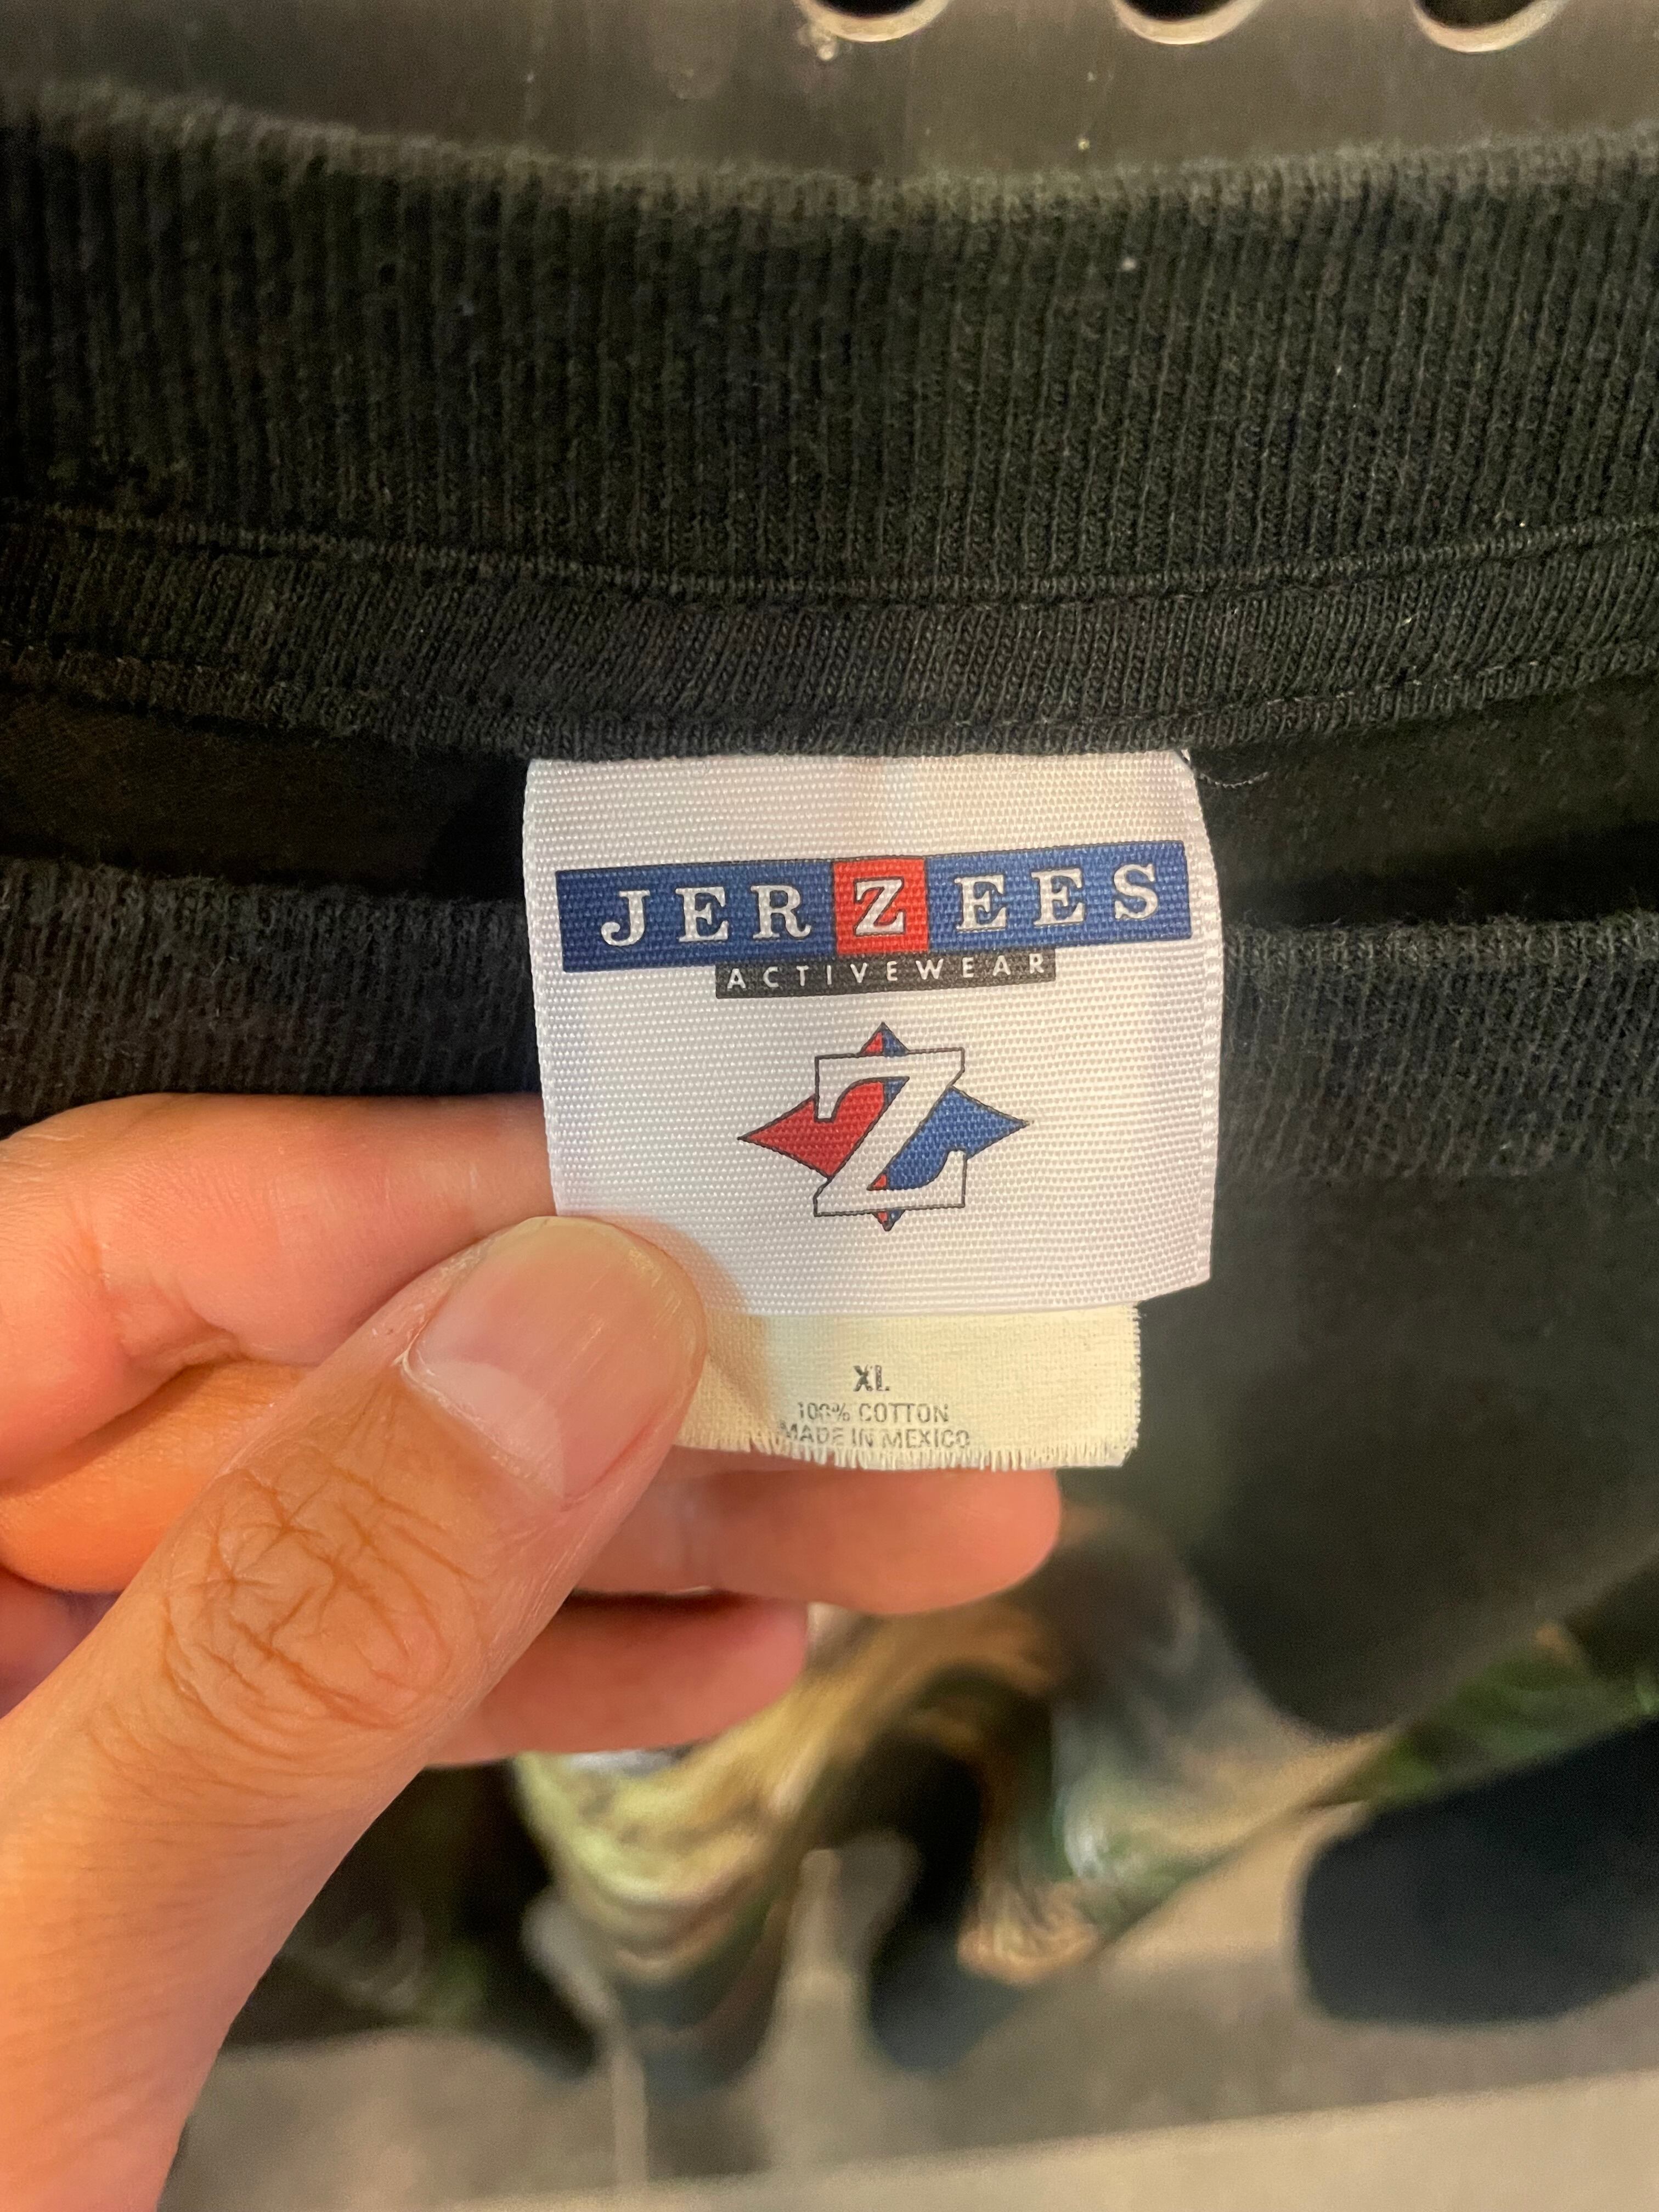 JERZEES
ACTIVEWEAR
Z
XL
100% COTTON
MADE IN MEXICO